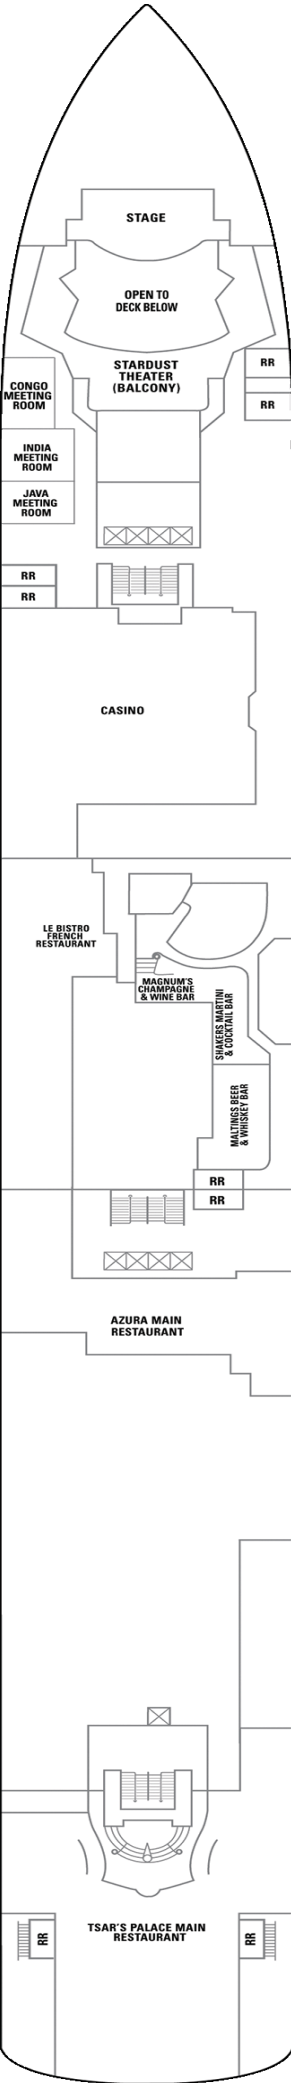 STAGE
OPEN TO
DECK BELOW
STARDUST
THEATER
(BALCONY)
RR
RR
CONGO
MEETING
ROOM
INDIA
MEETING
ROOM
JAVA
MEETING
ROOM
RR
RR
CASINO
LE BISTRO
FRENCH
RESTAURANT
MAGNUM'S
CHAMPAGNE
& WINE BAR
SHAKERS MARTINI
& COCKTAIL BAR
MALTINGS BEER
& WHISKEY BAR
RR
RR
AZURA MAIN
RESTAURANT
TSAR'S PALACE MAIN
RESTAURANT
RR
RR